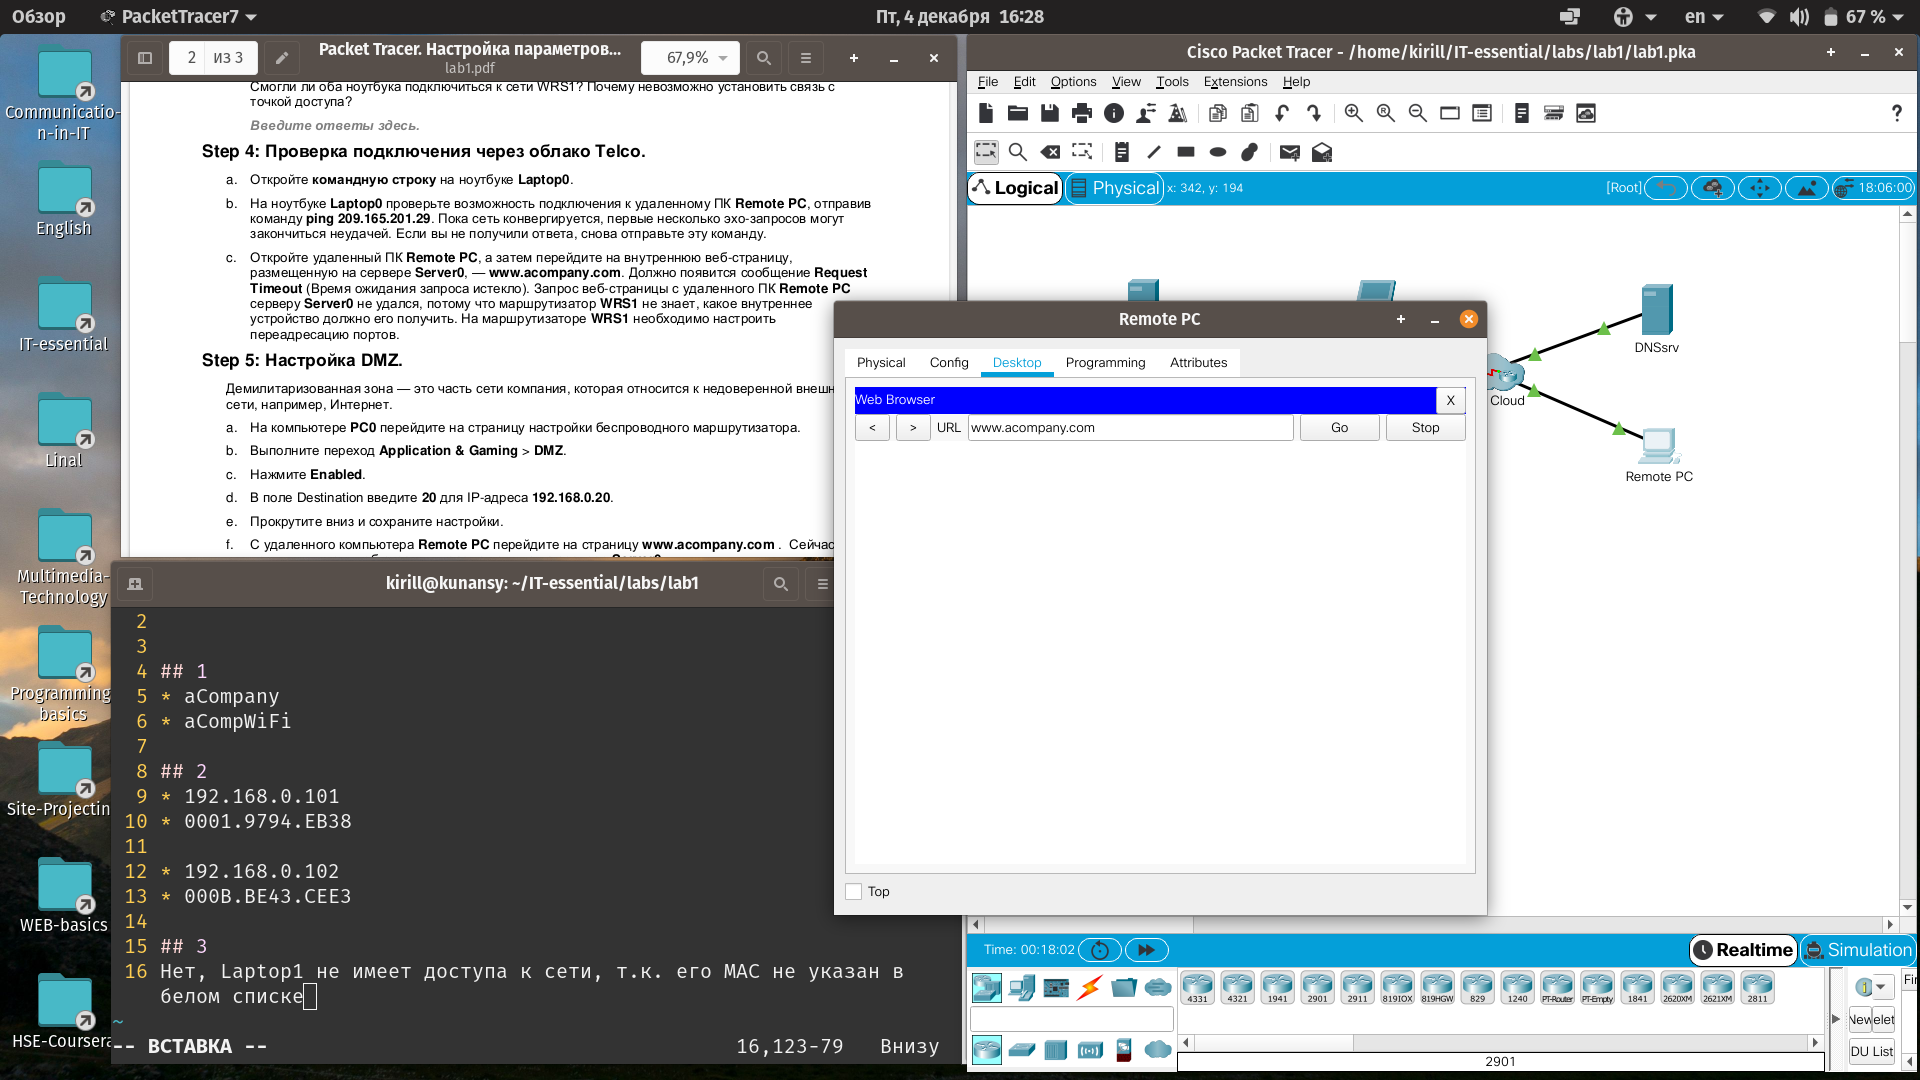 Обзор
PacketTracer7
Пт, 4 декабря 16:28
en
67 %
Communicatio-
n-in-IT
English
IT-essential
Linal
Multimedia-
Technology
Programming-
basics
Site-Projectin
WEB-basics
HSE-Coursera
2 из 3
Packet Tracer. Настройка параметров...
lab1.pdf
67,9%
Смогли ли оба ноутбука подключиться к сети WRS1? Почему невозможно установить связь с
точкой доступа?
Введите ответы здесь.
Step 4: Проверка подключения через облако Telco.
a. Откройте командную строку на ноутбуке Laptop0.
b. На ноутбуке Laptop0 проверьте возможность подключения к удаленному ПК Remote PC, отправив
команду ping 209.165.201.29. Пока сеть конвергируется, первые несколько эхо-запросов могут
закончиться неудачей. Если вы не получили ответа, снова отправьте эту команду.
c. Откройте удаленный ПК Remote PC, а затем перейдите на внутреннюю веб-страницу,
размещенную на сервере Server0, — www.acompany.com. Должно появится сообщение Request
Timeout (Время ожидания запроса истекло). Запрос веб-страницы с удаленного ПК Remote PC
серверу Server0 не удался, потому что маршрутизатор WRS1 не знает, какое внутреннее
устройство должно его получить. На маршрутизаторе WRS1 необходимо настроить
переадресацию портов.
Step 5: Настройка DMZ.
Демилитаризованная зона — это часть сети компания, которая относится к недоверенной внешн
сети, например, Интернет.
a. На компьютере PC0 перейдите на страницу настройки беспроводного маршрутизатора.
b. Выполните переход Application & Gaming > DMZ.
c. Нажмите Enabled.
d. В поле Destination введите 20 для IP-адреса 192.168.0.20.
e. Прокрутите вниз и сохраните настройки.
f. С удаленного компьютера Remote PC перейдите на страницу www.acompany.com . Сейчас
kirill@kunansy: ~/IT-essential/labs/lab1
2
3
4 ## 1
5 * aCompany
6 * aCompWiFi
7
8 ## 2
9 * 192.168.0.101
10 * 0001.9794.EB38
11
12 * 192.168.0.102
13 * 000B.BE43.CEE3
14
15 ## 3
16 Нет, Laptop1 не имеет доступа к сети, т.к. его MAC не указан в
белом списке
~
-- ВСТАВКА --
16,123-79 Внизу
Cisco Packet Tracer - /home/kirill/IT-essential/labs/lab1/lab1.pka
File Edit Options View Tools Extensions Help
Logical Physical x: 342, y: 194
[Root] 18:06:00
DNSsrv
Cloud
Remote PC
Remote PC
Physical Config Desktop Programming Attributes
Web Browser X
< > URL www.acompany.com Go Stop
Top
Time: 00:18:02
Realtime Simulation
4331 4321 1941 2901 2911 819IOX 819HGW 829 1240 PT-Router PT-Empty 1841 2620XM 2621XM 2811
2901
Fir
New
elet
DU List